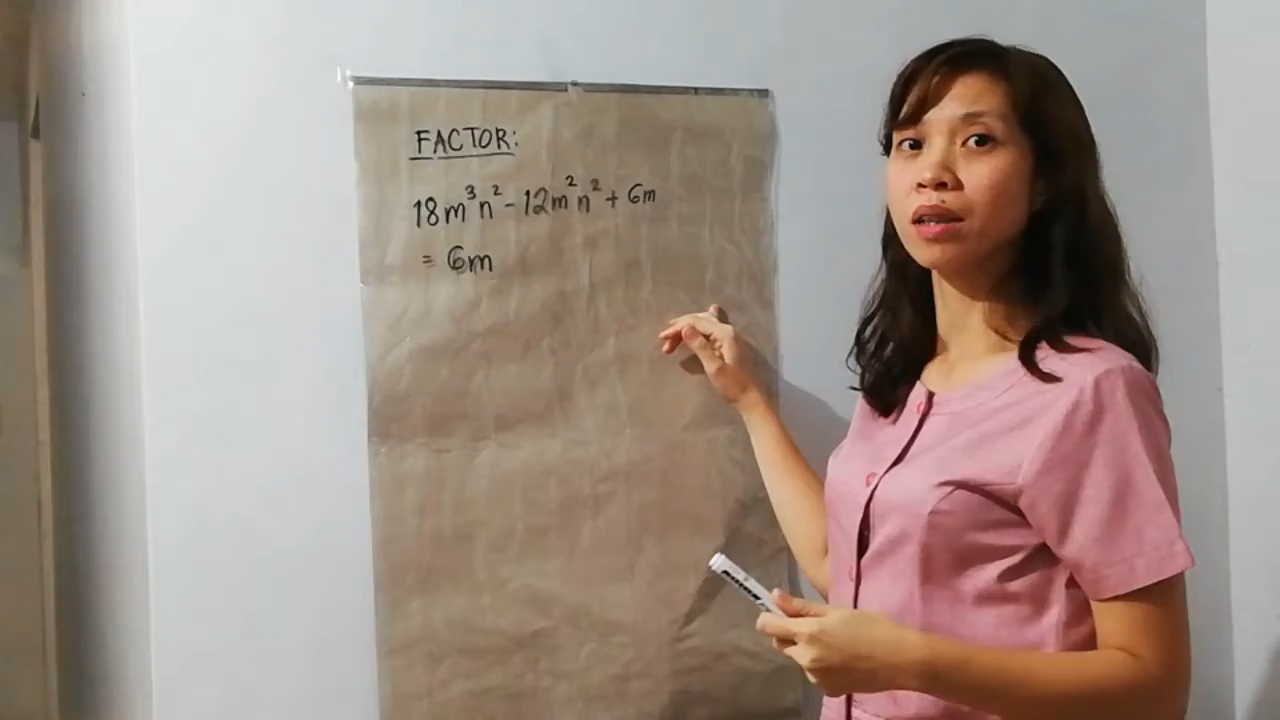 FACTOR:
18m³n² - 12m²n² + 6m
= 6m